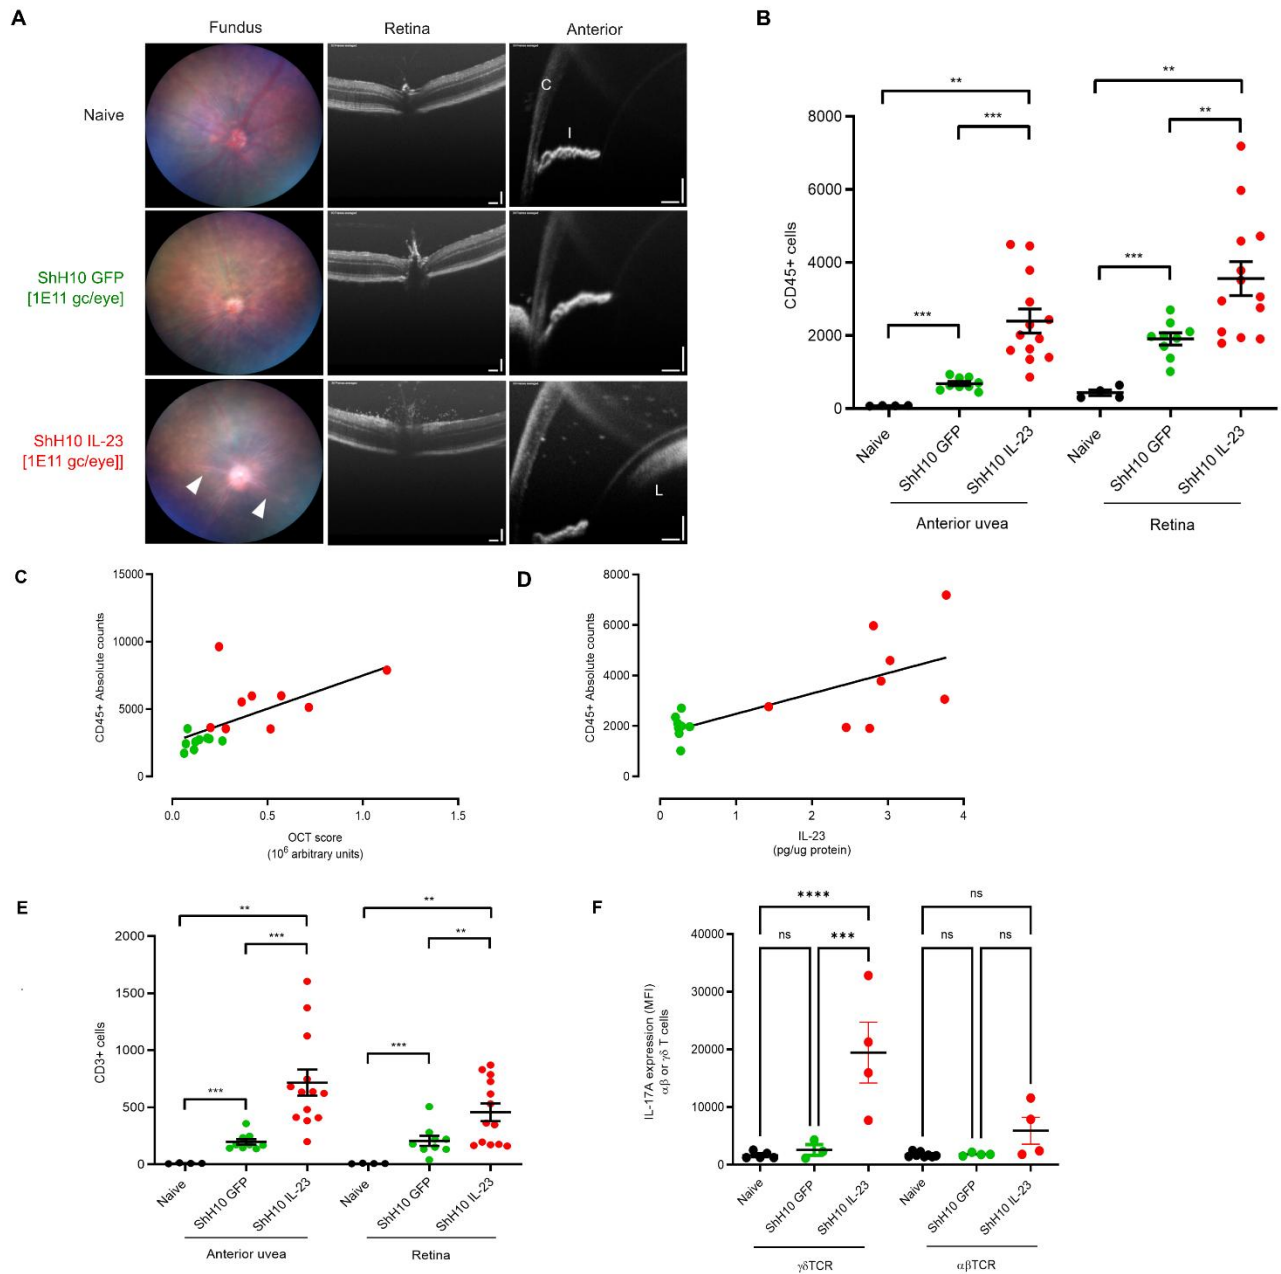 A
Fundus
Retina
Anterior
Naive
C
I
ShH10 GFP
[1E11 gc/eye]
ShH10 IL-23
[1E11 gc/eye]]
L
B
CD45+ cells
8000
6000
4000
2000
0
**
***
***
**
**
***
Naive
ShH10 GFP
ShH10 IL-23
Naive
ShH10 GFP
ShH10 IL-23
Anterior uvea
Retina
C
CD45+ Absolute counts
15000
10000
5000
0
0.0
0.5
1.0
1.5
OCT score
(10⁶ arbitrary units)
D
CD45+ Absolute counts
8000
6000
4000
2000
0
0
1
2
3
4
IL-23
(pg/ug protein)
E
CD3+ cells
2000
1500
1000
500
0
**
***
***
**
**
***
Naive
ShH10 GFP
ShH10 IL-23
Naive
ShH10 GFP
ShH10 IL-23
Anterior uvea
Retina
F
IL-17A expression (MFI)
αβ or γδ T cells
40000
30000
20000
10000
0
****
ns
***
ns
ns
ns
Naive
ShH10 GFP
ShH10 IL-23
Naive
ShH10 GFP
ShH10 IL-23
γδTCR
αβTCR